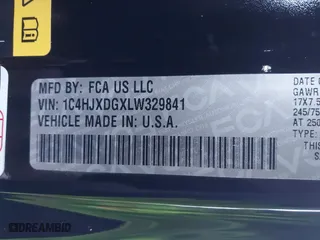 MFD BY: FCA US LLC
VIN: 1C4HJXDGXLW329841
VEHICLE MADE IN: U.S.A.
DATE O
GAWR
17X7.5
245/75
AT 250
TYPE:
©DREAMBID